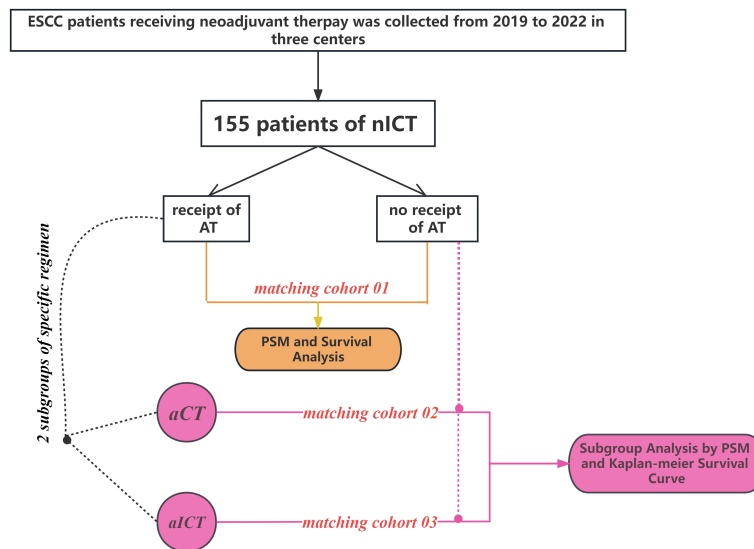 ESCC patients receiving neoadjuvant therpay was collected from 2019 to 2022 in
three centers
155 patients of nICT
receipt of
AT
no receipt
of AT
2 subgroups of specific regimen
matching cohort 01
PSM and Survival
Analysis
aCT
matching cohort 02
Subgroup Analysis by PSM
and Kaplan-meier Survival
Curve
aICT
matching cohort 03